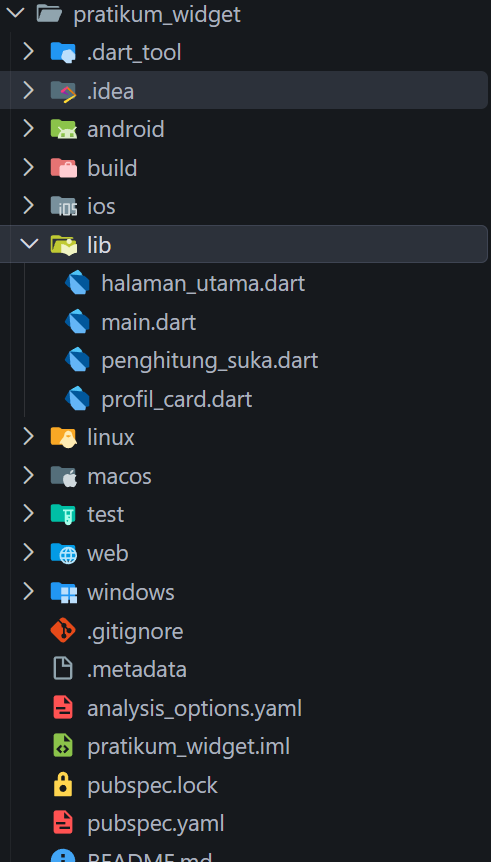 pratikum_widget
.dart_tool
.idea
android
build
ios
lib
halaman_utama.dart
main.dart
penghitung_suka.dart
profil_card.dart
linux
macos
test
web
windows
.gitignore
.metadata
analysis_options.yaml
pratikum_widget.iml
pubspec.lock
pubspec.yaml
README.md